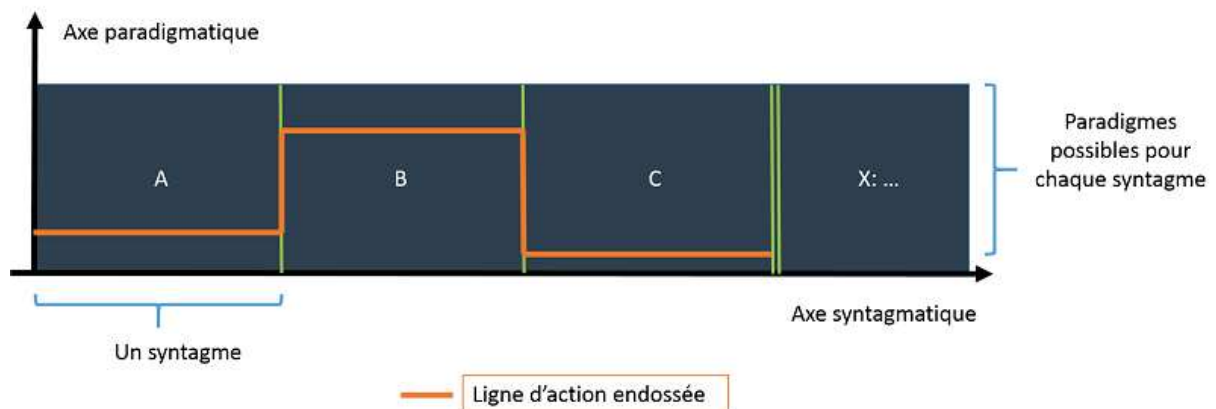 Axe paradigmatique
A
B
C
X: ...
Paradigmes
possibles pour
chaque syntagme
Axe syntagmatique
Un syntagme
Ligne d'action endossée